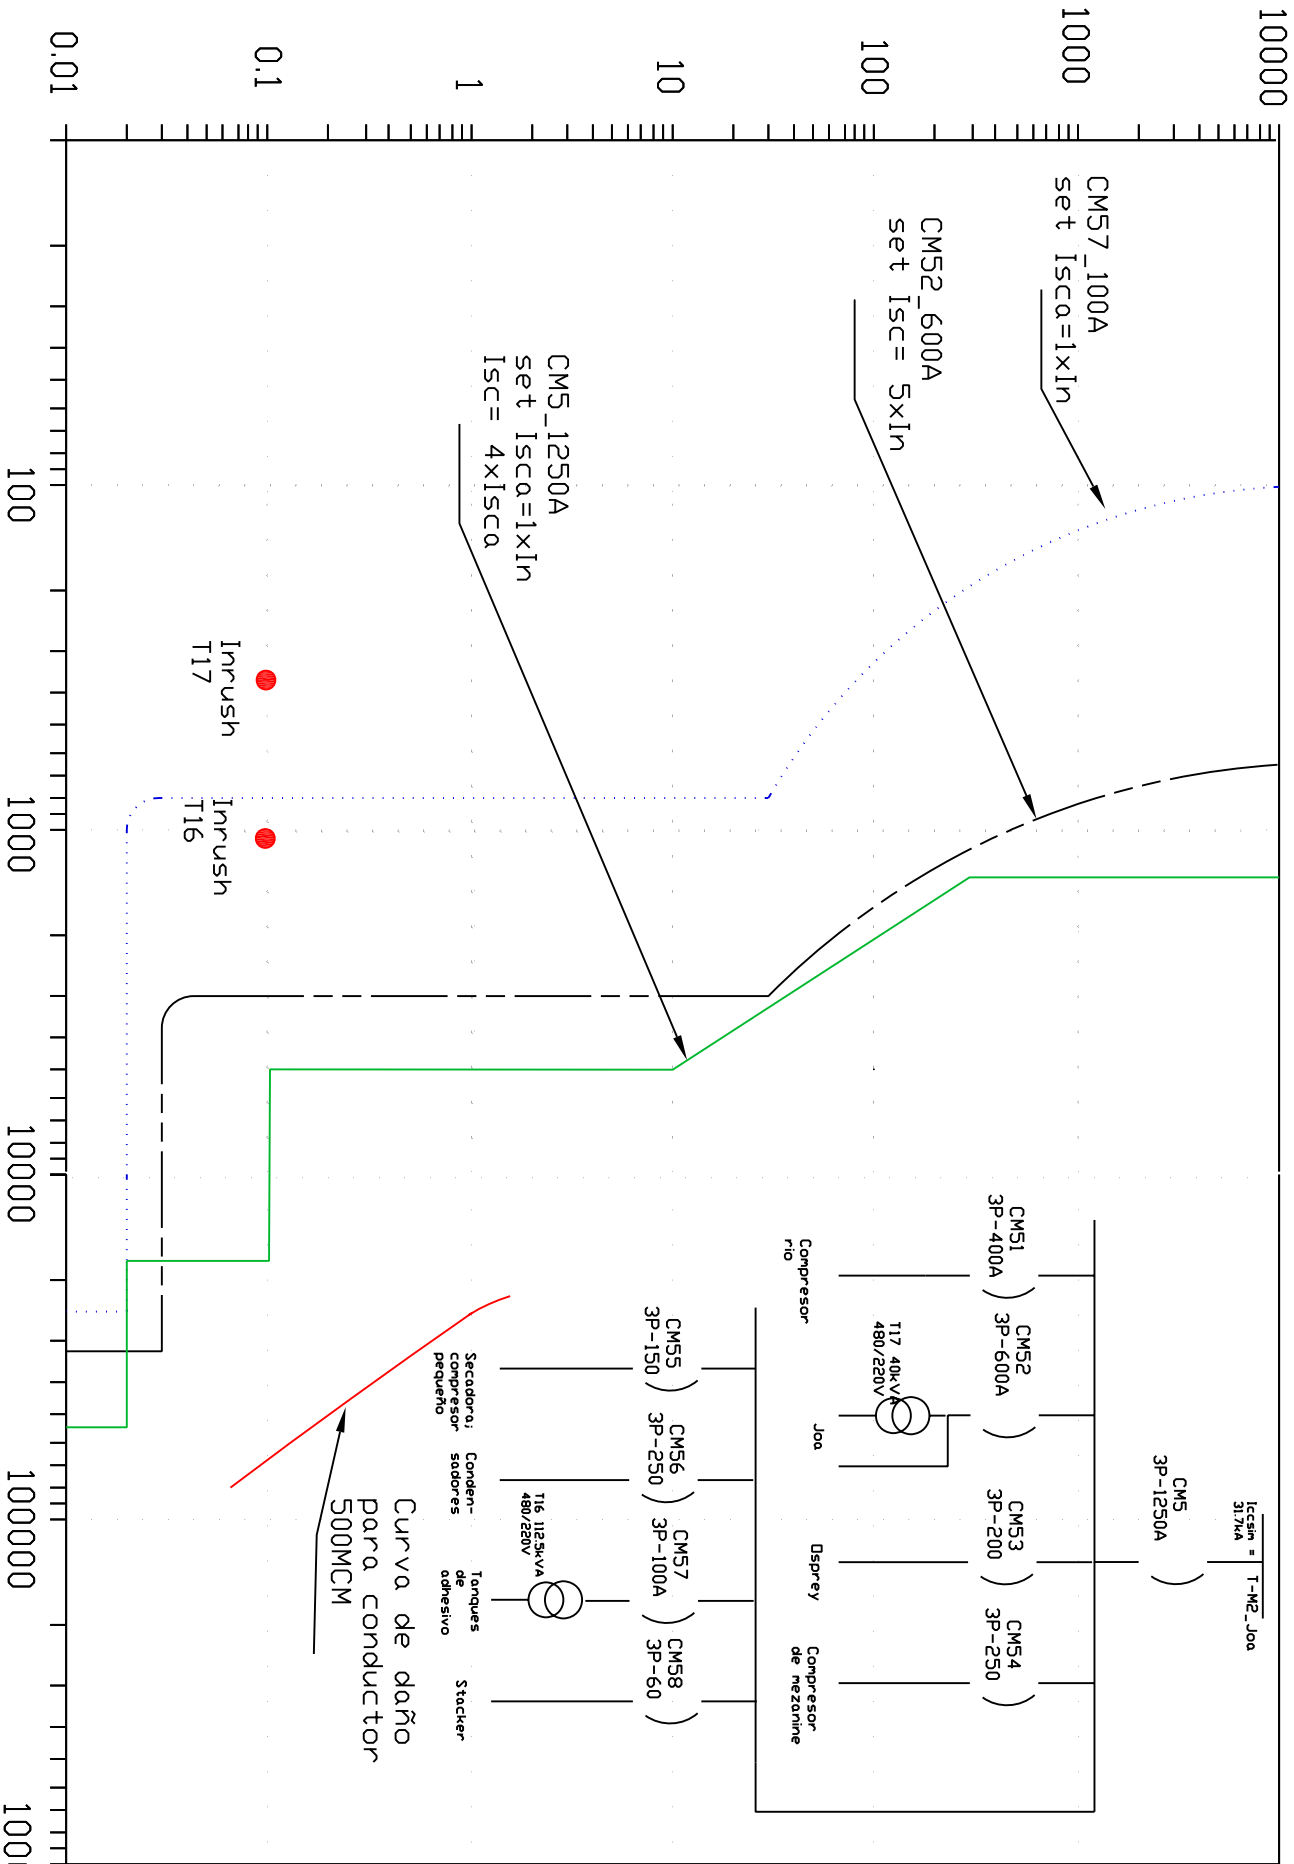 10000
1000
100
10
1
0.1
0.01
CM57_100A
set Isca=1xIn
CM52_600A
set Isc= 5xIn
CM5_1250A
set Isca=1xIn
Isc= 4xIsca
Inrush
T17
Inrush
T16
Iccsim =
31.7kA
T-M2_Joa
CM5
3P-1250A
CM51
3P-400A
CM52
3P-600A
CM53
3P-200
CM54
3P-250
T17 40kVA
480/220V
Compresor
rio
Joa
Osprey
Compresor
de mezanine
CM55
3P-150
CM56
3P-250
CM57
3P-100A
CM58
3P-60
T16 112.5kVA
480/220V
Secadora;
compresor
pequeño
Conden-
sadores
Tanques
de
adhesivo
Stacker
Curva de daño
para conductor
500MCM
100
1000
10000
100000